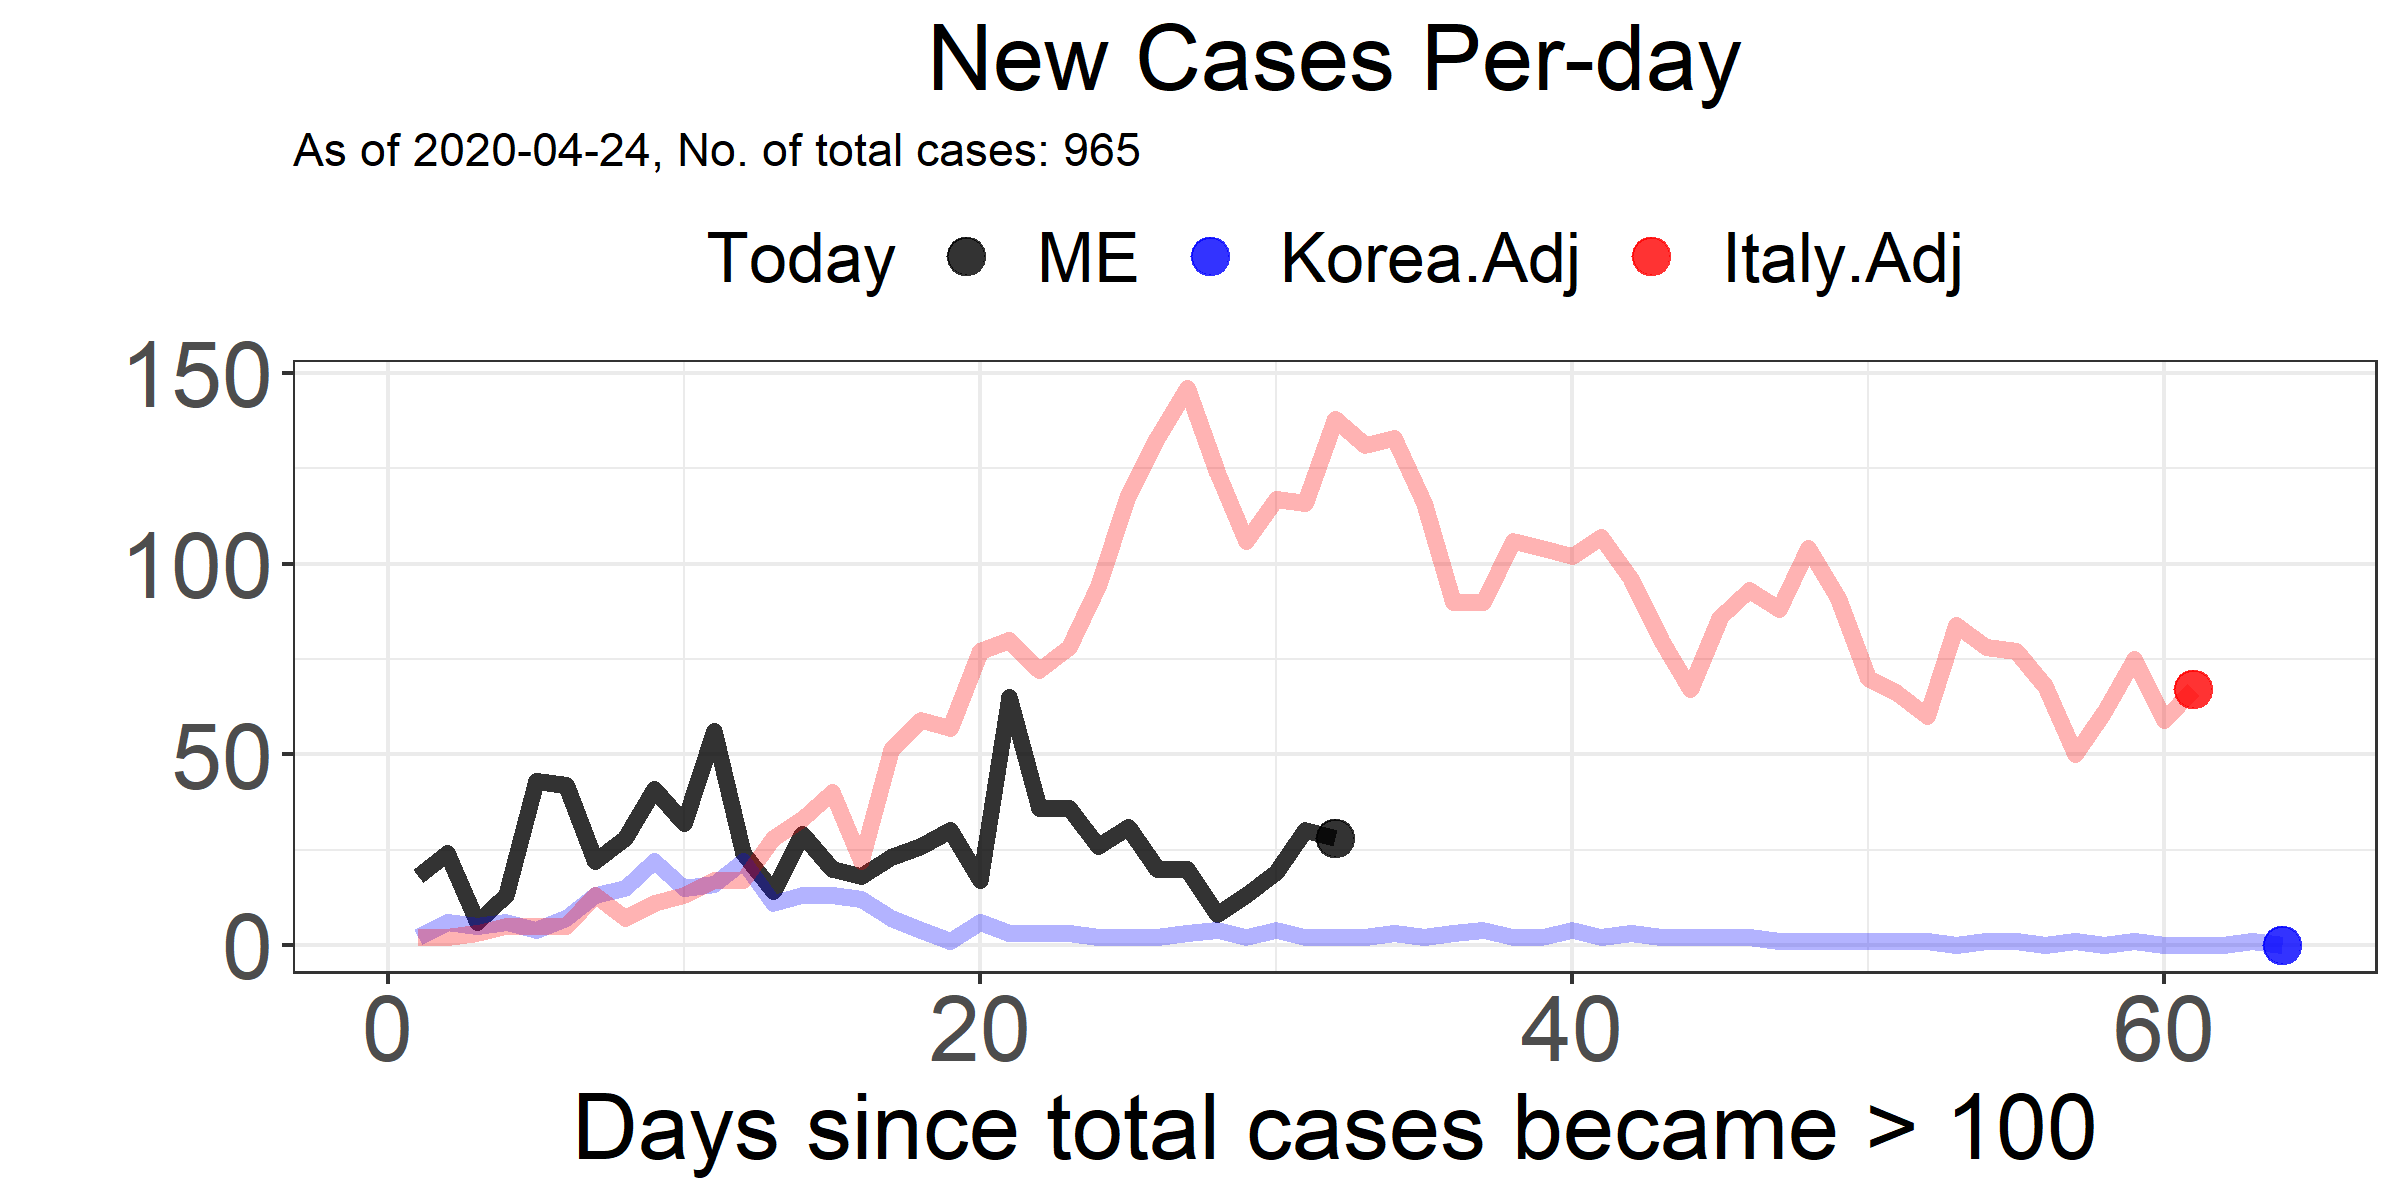 New Cases Per-day
As of 2020-04-24, No. of total cases: 965
Today ME Korea.Adj Italy.Adj
150
100
50
0
0 20 40 60
Days since total cases became > 100